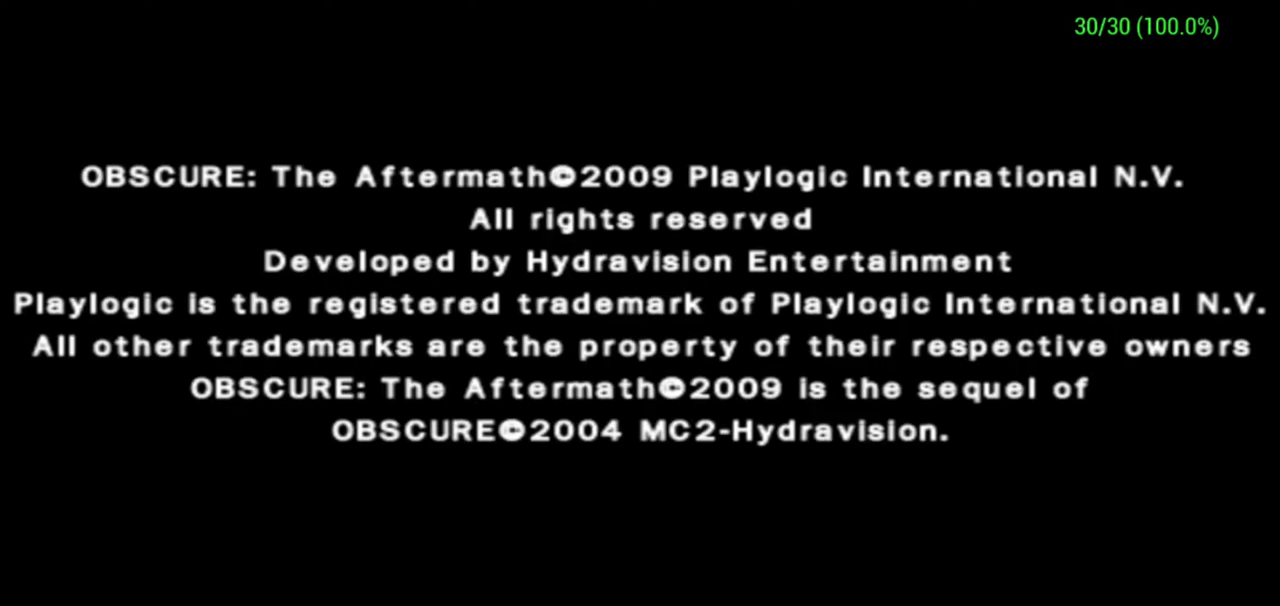 30/30 (100.0%)
OBSCURE: The Aftermath©2009 Playlogic International N.V.
All rights reserved
Developed by Hydravision Entertainment
Playlogic is the registered trademark of Playlogic International N.V.
All other trademarks are the property of their respective owners
OBSCURE: The Aftermath©2009 is the sequel of
OBSCURE©2004 MC2-Hydravision.